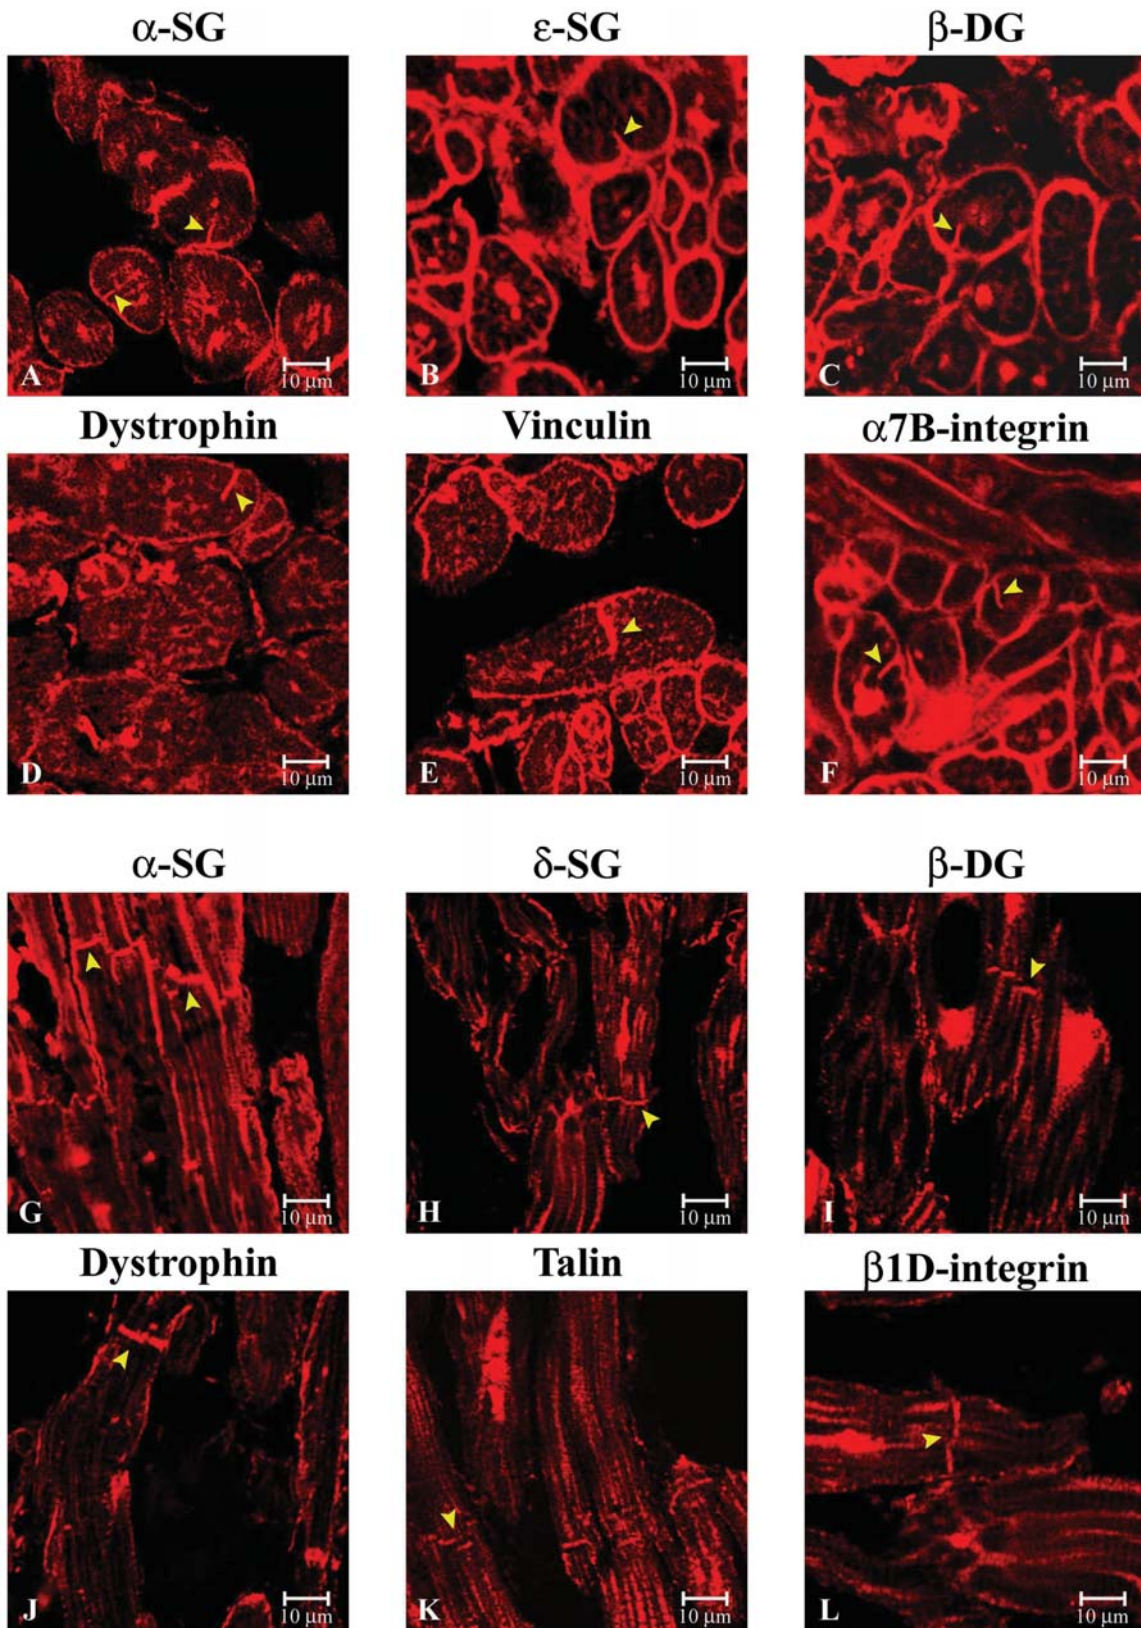 α-SG ε-SG β-DG
A 10 μm B 10 μm C 10 μm
Dystrophin Vinculin α7B-integrin
D 10 μm E 10 μm F 10 μm
α-SG δ-SG β-DG
G 10 μm H 10 μm I 10 μm
Dystrophin Talin β1D-integrin
J 10 μm K 10 μm L 10 μm